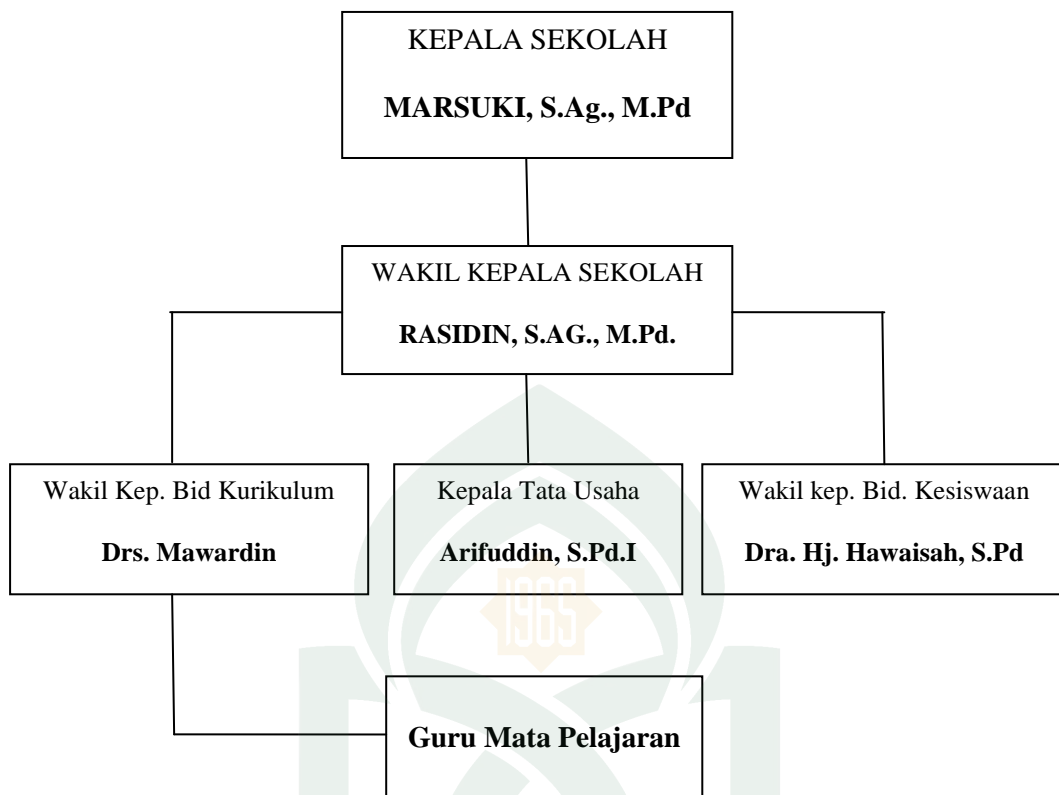 KEPALA SEKOLAH
MARSUKI, S.Ag., M.Pd
WAKIL KEPALA SEKOLAH
RASIDIN, S.AG., M.Pd.
Wakil Kep. Bid Kurikulum
Drs. Mawardin
Kepala Tata Usaha
Arifuddin, S.Pd.I
Wakil kep. Bid. Kesiswaan
Dra. Hj. Hawaisah, S.Pd
1965
Guru Mata Pelajaran